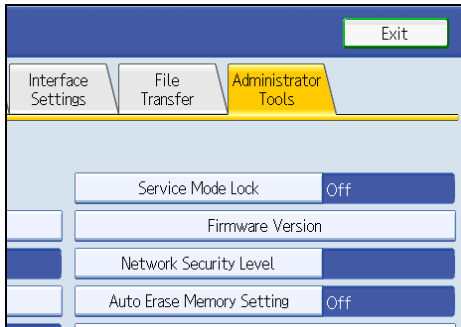 Exit
Interface
Settings
File
Transfer
Administrator
Tools
Service Mode Lock Off
Firmware Version
Network Security Level
Auto Erase Memory Setting Off